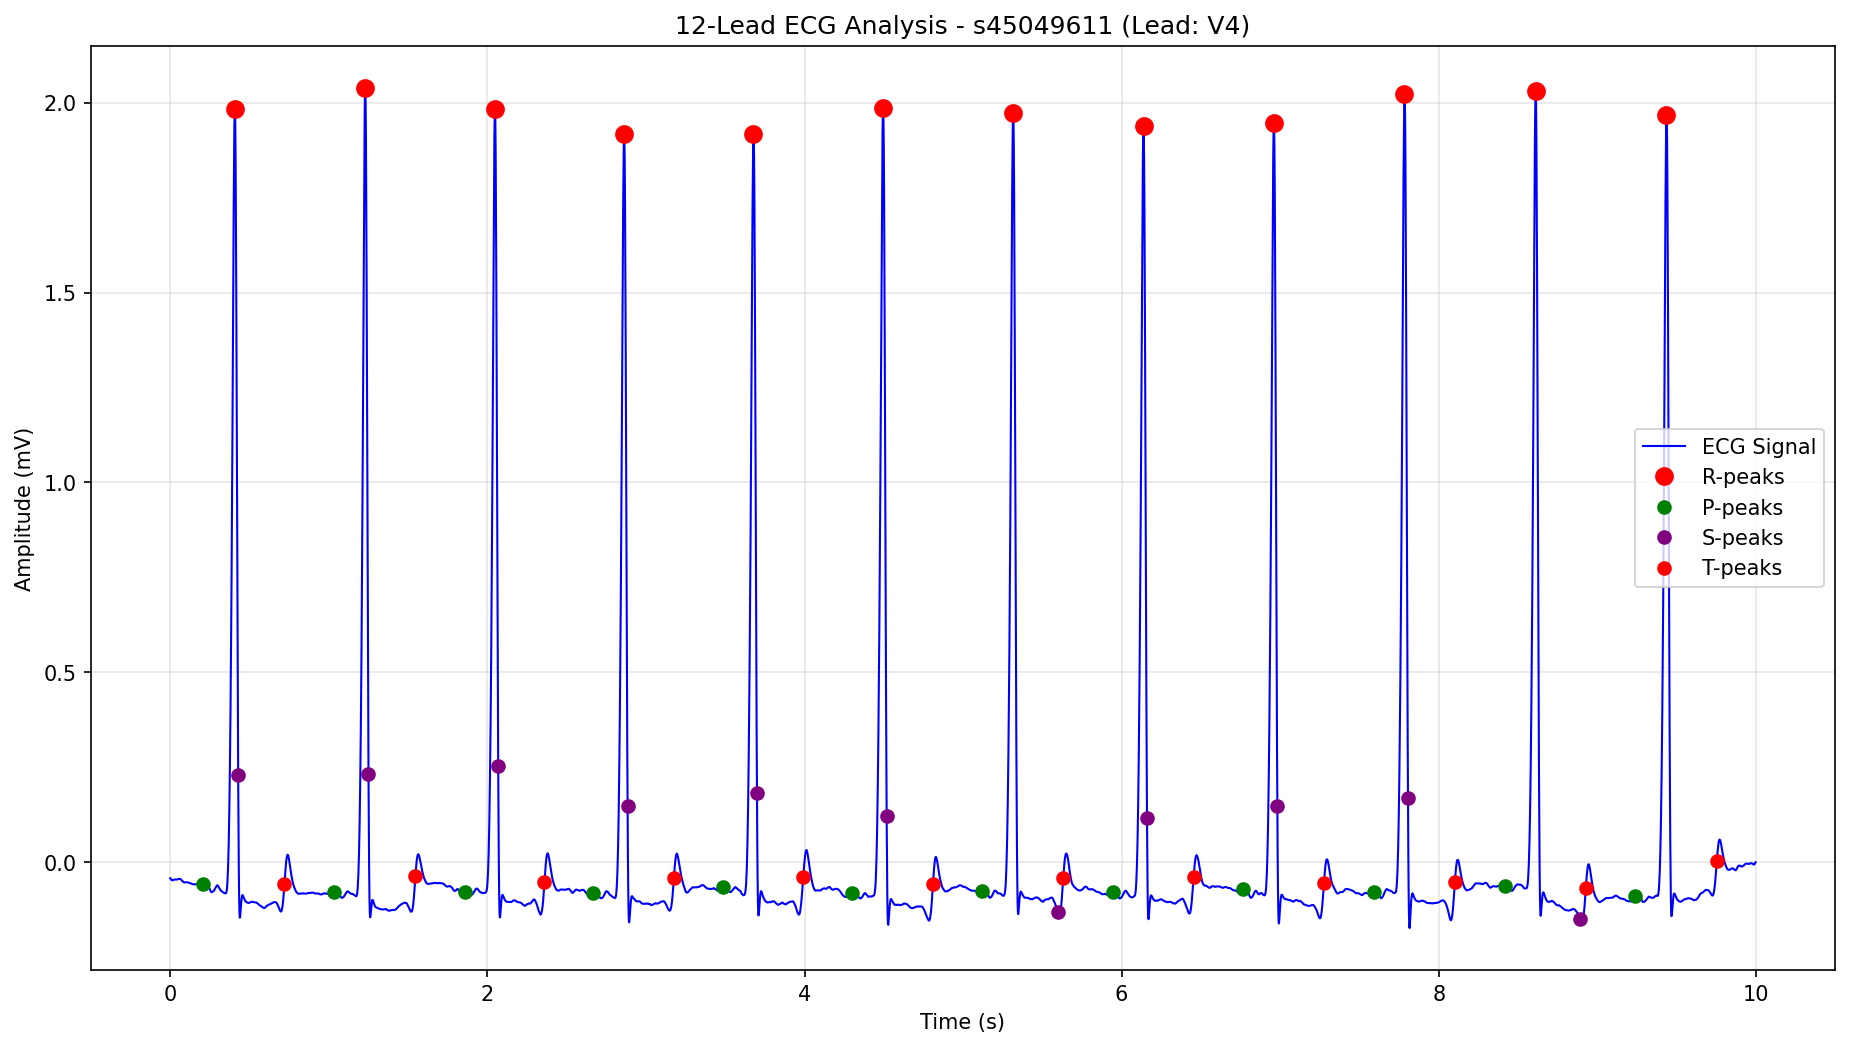 12-Lead ECG Analysis - s45049611 (Lead: V4)
Amplitude (mV)
2.0
1.5
1.0
0.5
0.0
ECG Signal
R-peaks
P-peaks
S-peaks
T-peaks
0 2 4 6 8 10
Time (s)